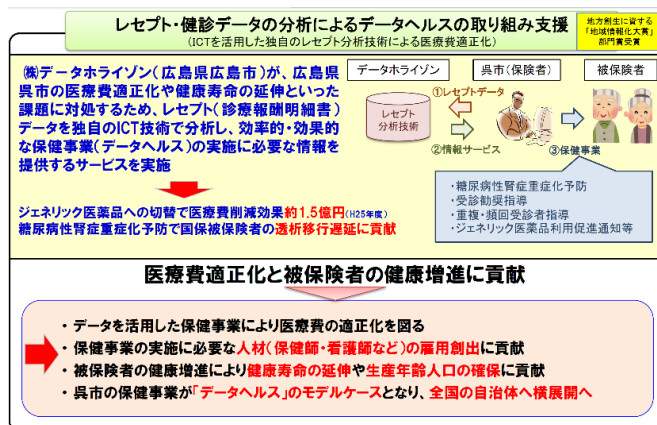 レセプト・健診データの分析によるデータヘルスの取り組み支援
(ICTを活用した独自のレセプト分析技術による医療費適正化)
地方創生に資する
「地域情報化大賞」
部門賞受賞
㈱データホライゾン(広島県広島市)が、広島県
呉市の医療費適正化や健康寿命の延伸といった
課題に対処するため、レセプト(診療報酬明細書)
データを独自のICT技術で分析し、効率的・効果的
な保健事業(データヘルス)の実施に必要な情報を
提供するサービスを実施
ジェネリック医薬品への切替で医療費削減効果約1.5億円(H25年度)
糖尿病性腎症重症化予防で国保被保険者の透析移行遅延に貢献
データホライゾン
呉市(保険者)
被保険者
①レセプトデータ
レセプト
分析技術
②情報サービス
③保健事業
・糖尿病性腎症重症化予防
・受診勧奨指導
・重複・頻回受診者指導
・ジェネリック医薬品利用促進通知等
医療費適正化と被保険者の健康増進に貢献
・データを活用した保健事業により医療費の適正化を図る
・保健事業の実施に必要な人材(保健師・看護師など)の雇用創出に貢献
・被保険者の健康増進により健康寿命の延伸や生産年齢人口の確保に貢献
・呉市の保健事業が「データヘルス」のモデルケースとなり、全国の自治体へ横展開へ